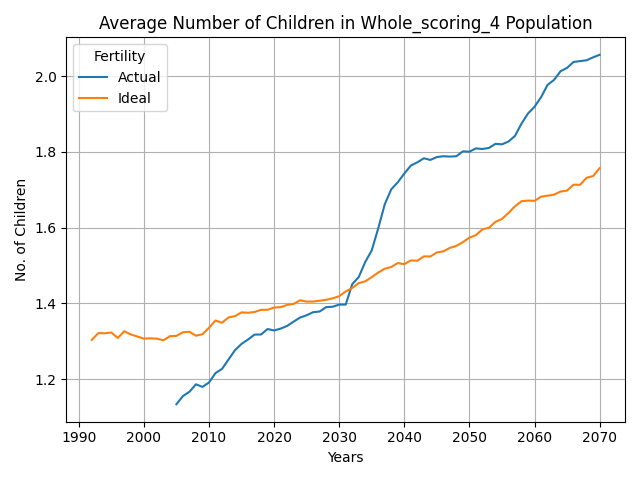 Average Number of Children in Whole_scoring_4 Population
Fertility
Actual
Ideal
No. of Children
2.0
1.8
1.6
1.4
1.2
1990 2000 2010 2020 2030 2040 2050 2060 2070
Years